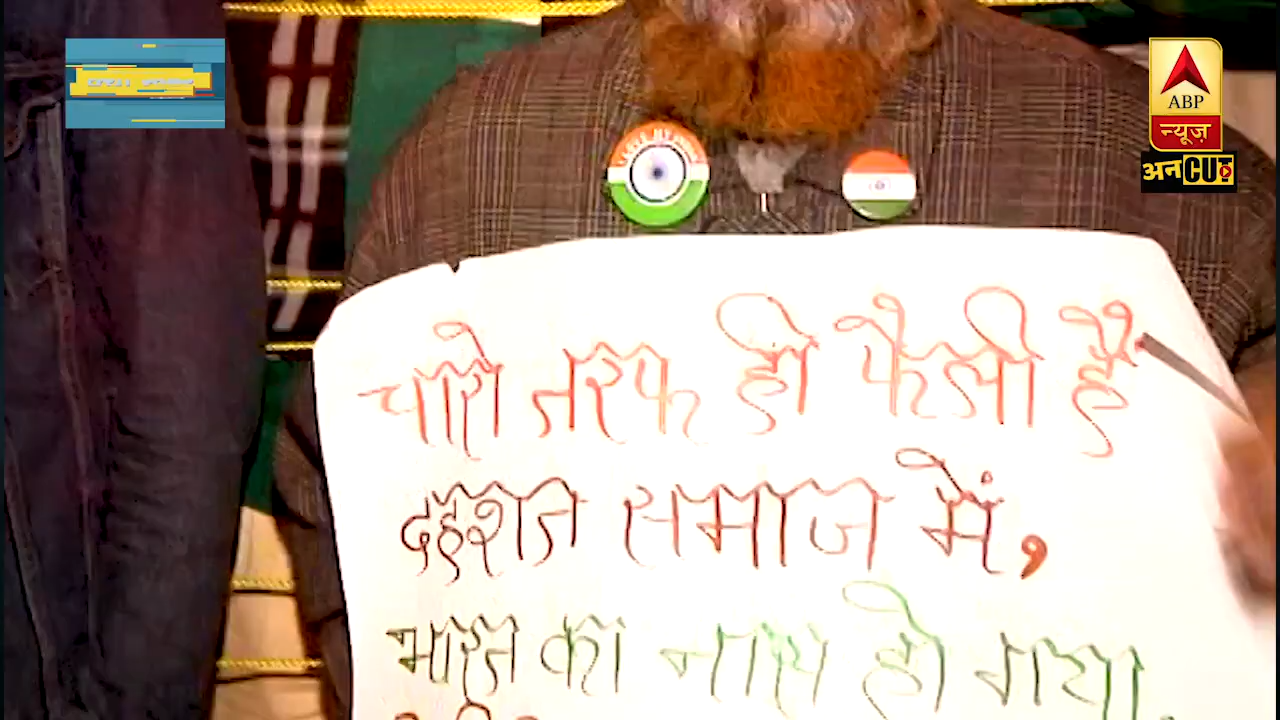 ABP
न्यूज़
अनCUT
चारो तरफ ही फैली है
दहशत समाज में,
भारत का नास हो गया